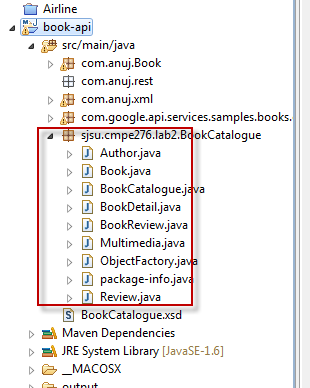 Airline
book-api
src/main/java
com.anuj.Book
com.anuj.rest
com.anuj.xml
com.google.api.services.samples.books.
sjsu.cmpe276.lab2.BookCatalogue
Author.java
Book.java
BookCatalogue.java
BookDetail.java
BookReview.java
Multimedia.java
ObjectFactory.java
package-info.java
Review.java
BookCatalogue.xsd
Maven Dependencies
JRE System Library [JavaSE-1.6]
__MACOSX
output